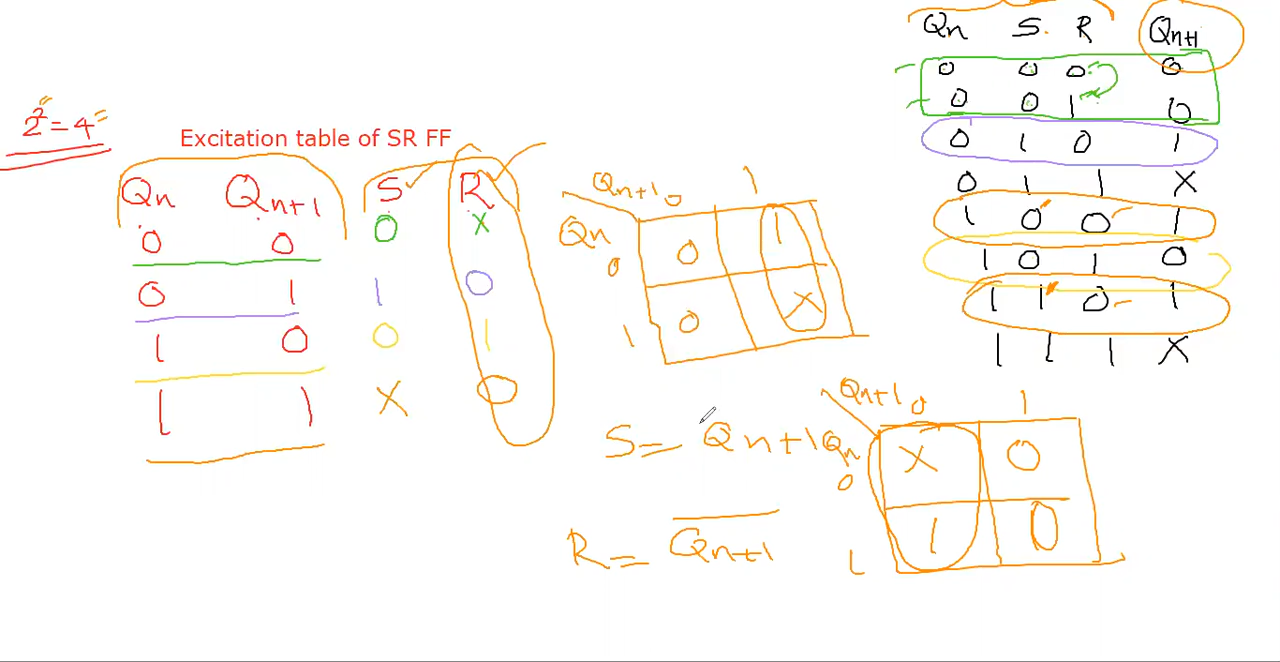 2² = 4
Excitation table of SR FF
Qn Qn+1 S R
0 0 0 X
0 1 1 0
1 0 0 1
1 1 X 0
Qn+1 0 1
Qn
0 0 1
1 0 X
S = Qn+1
R = \overline{Qn+1}
Qn+1 0 1
Qn
0 X 0
1 1 0
Qn S R Qn+1
0 0 0 0
0 0 1 0
0 1 0 1
0 1 1 X
1 0 0 1
1 0 1 0
1 1 0 1
1 1 1 X